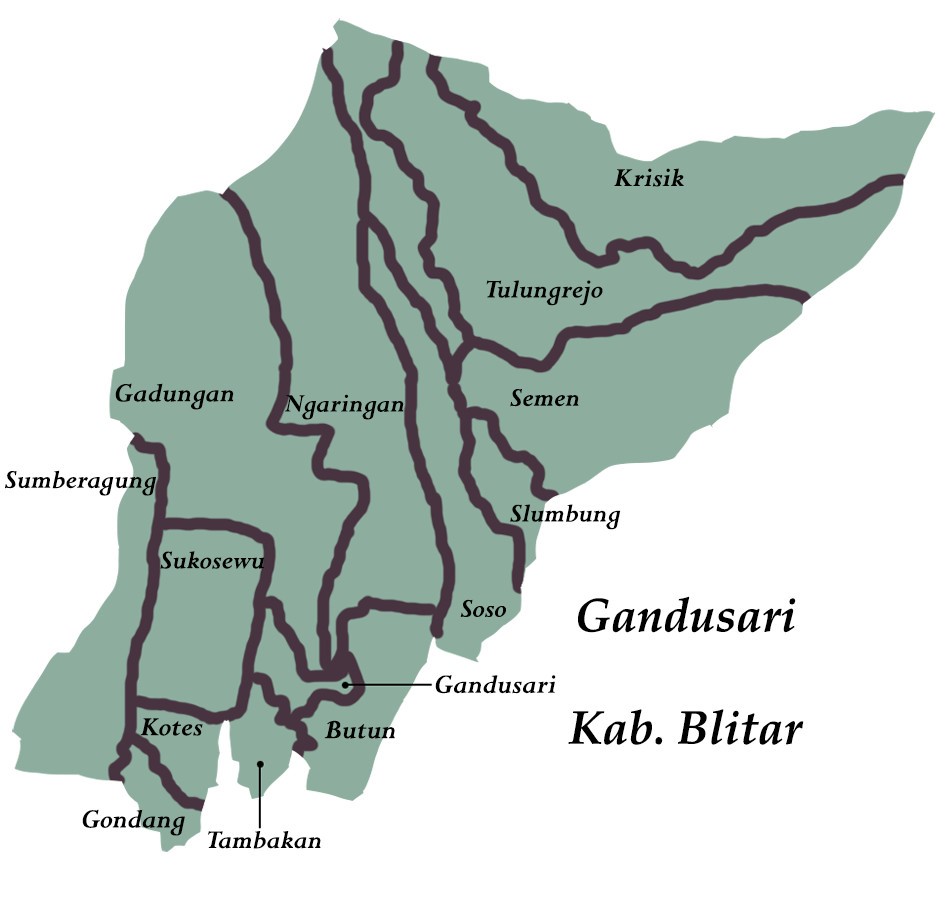 Krisik
Tulungrejo
Gadungan
Ngaringan
Semen
Sumberagung
Slumbung
Sukosewu
Soso
Gandusari
Gandusari
Kotes
Butun
Kab. Blitar
Gondang
Tambakan